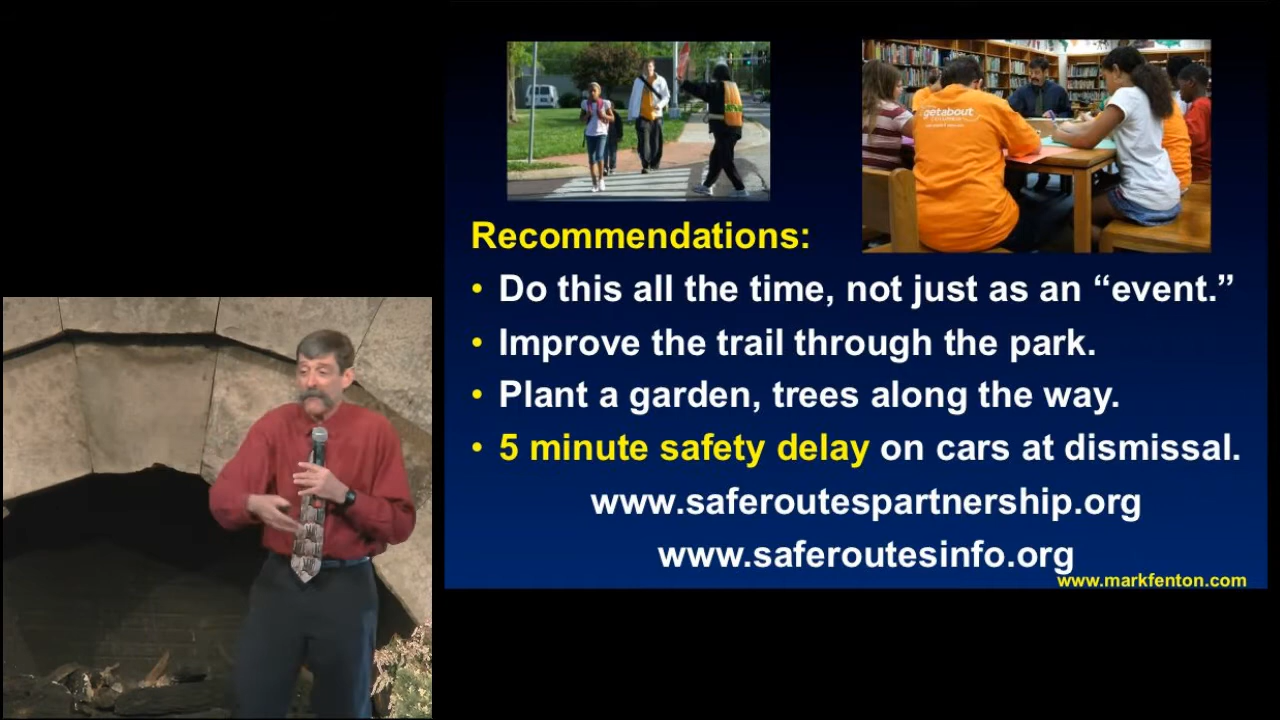 getabout
Recommendations:
• Do this all the time, not just as an “event.”
• Improve the trail through the park.
• Plant a garden, trees along the way.
• 5 minute safety delay on cars at dismissal.
www.saferoutespartnership.org
www.saferoutesinfo.org
www.markfenton.com